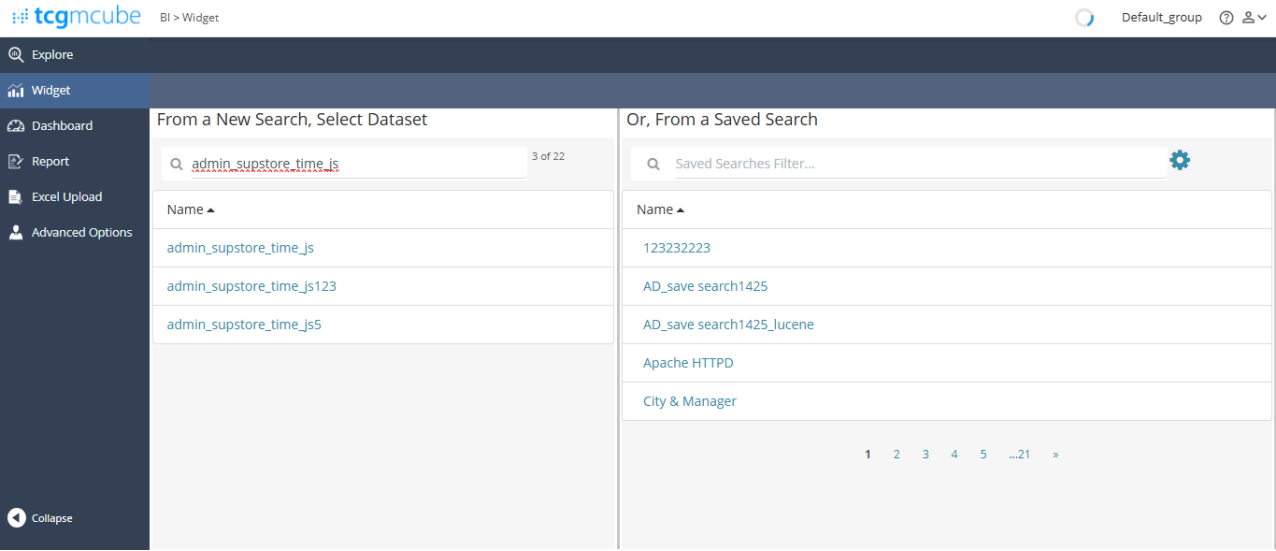 tcgmcube BI > Widget Default_group
Explore
Widget
Dashboard
Report
Excel Upload
Advanced Options
Collapse
From a New Search, Select Dataset
admin_supstore_time_js 3 of 22
Name
admin_supstore_time_js
admin_supstore_time_js123
admin_supstore_time_js5
Or, From a Saved Search
Saved Searches Filter...
Name
123232223
AD_save search1425
AD_save search1425_lucene
Apache HTTPD
City & Manager
1 2 3 4 5 ...21 »